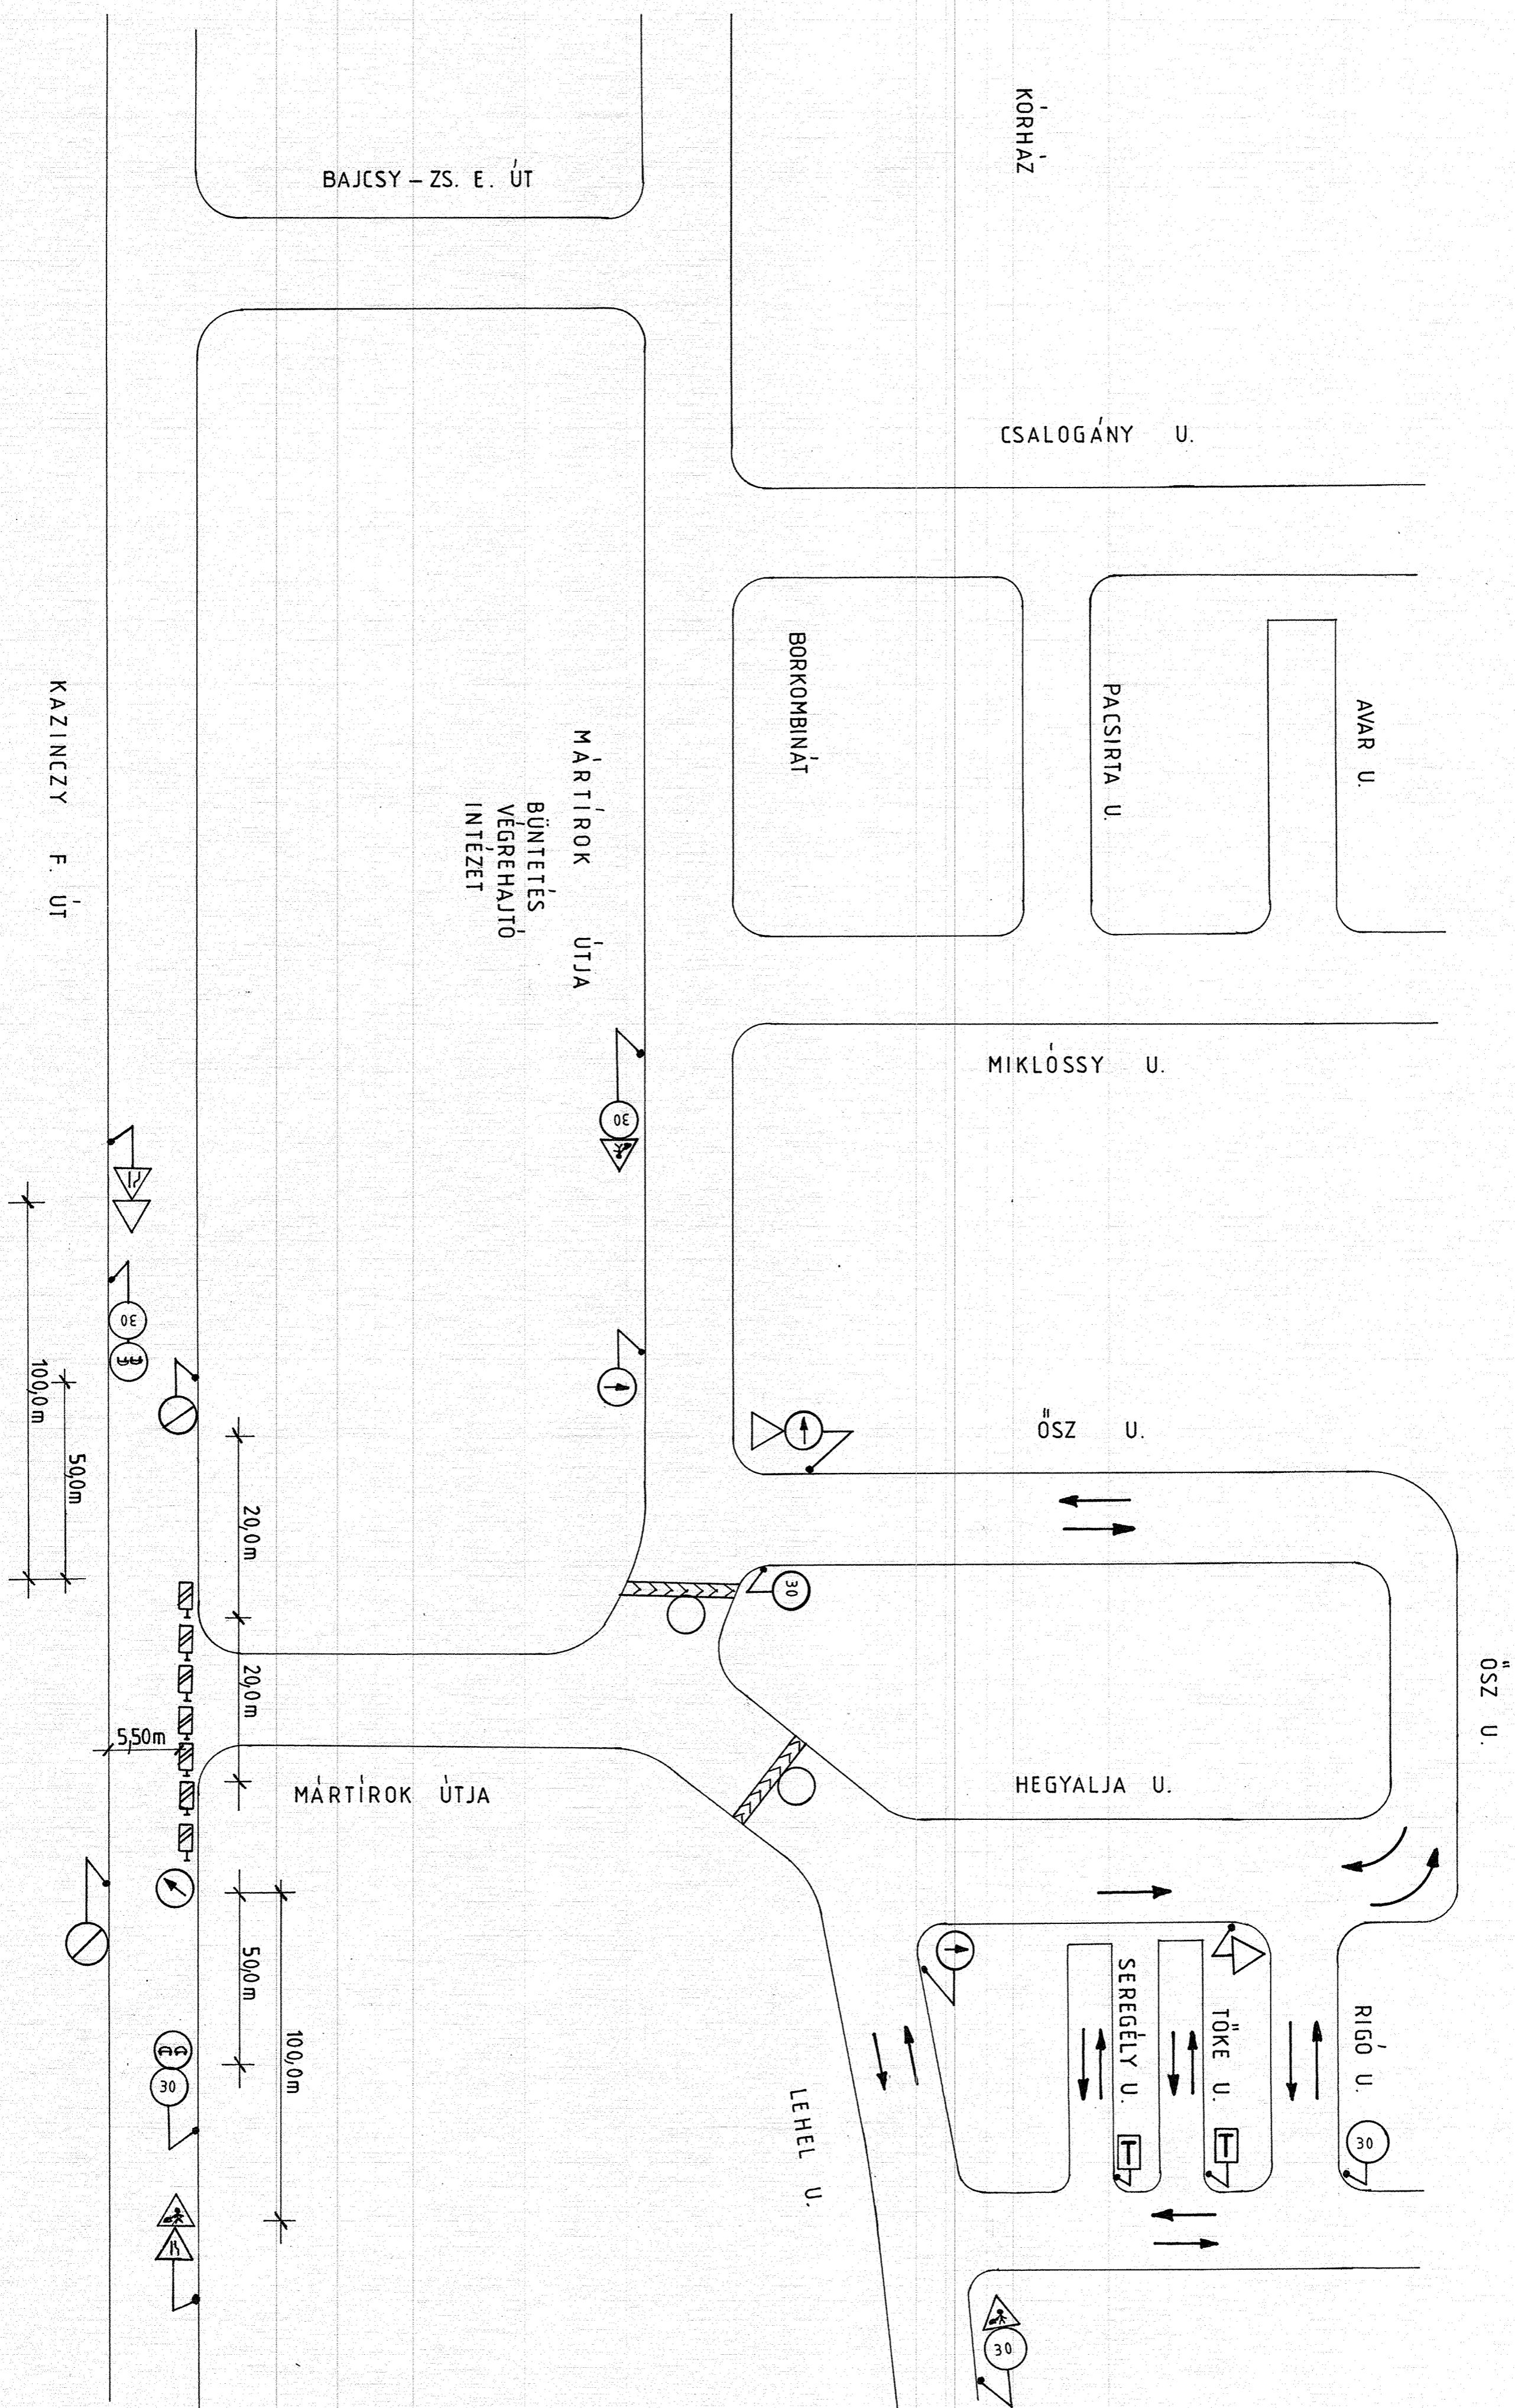 KÓRHÁZ
BAJCSY – ZS. E. ÚT
CSALOGÁNY U.
BORKOMBINÁT
PACSIRTA U.
AVAR U.
KAZINCZY F. ÚT
MÁRTÍROK ÚTJA
BÜNTETÉS
VÉGREHAJTÓ
INTÉZET
MIKLÓSSY U.
30
30
100,0m
50,0m
ŐSZ U.
20,0m
30
ŐSZ U.
20,0m
5,50m
MÁRTÍROK ÚTJA
HEGYALJA U.
50,0m
100,0m
SEREGÉLY U.
TŐKE U.
RIGÓ U.
30
30
LEHEL U.
30